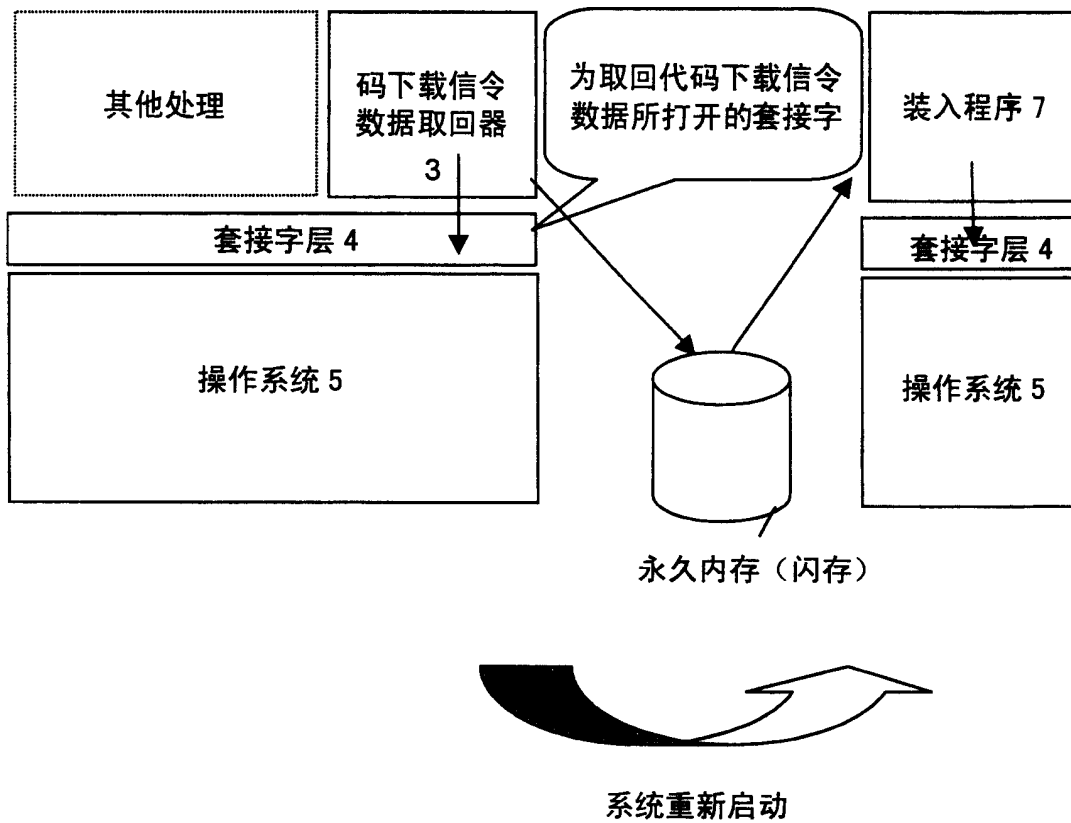 其他处理
码下载信令
数据取回器
3
为取回代码下载信令
数据所打开的套接字
装入程序 7
套接字层 4
套接字层 4
操作系统 5
操作系统 5
永久内存（闪存）
系统重新启动